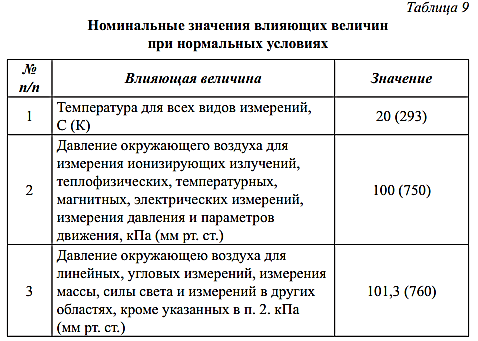 Таблица 9
Номинальные значения влияющих величин
при нормальных условиях
№
п/п
Влияющая величина
Значение
1
Температура для всех видов измерений,
С (К)
20 (293)
2
Давление окружающего воздуха для
измерения ионизирующих излучений,
теплофизических, температурных,
магнитных, электрических измерений,
измерения давления и параметров
движения, кПа (мм рт. ст.)
100 (750)
3
Давление окружающею воздуха для
линейных, угловых измерений, измерения
массы, силы света и измерений в других
областях, кроме указанных в п. 2. кПа
(мм рт. ст.)
101,3 (760)